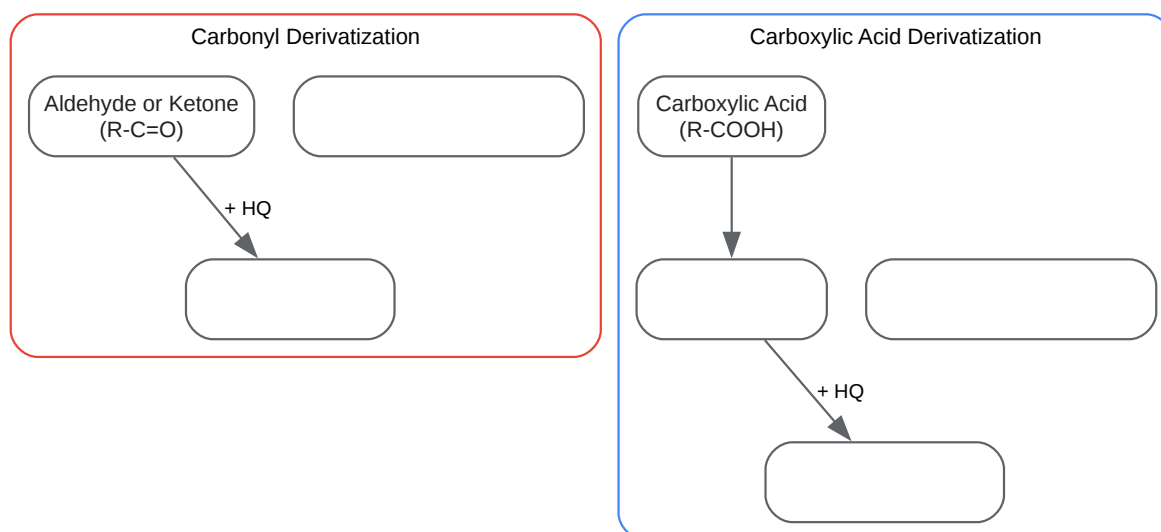 Carbonyl Derivatization
Aldehyde or Ketone
(R-C=O)
+ HQ
Carboxylic Acid Derivatization
Carboxylic Acid
(R-COOH)
+ HQ